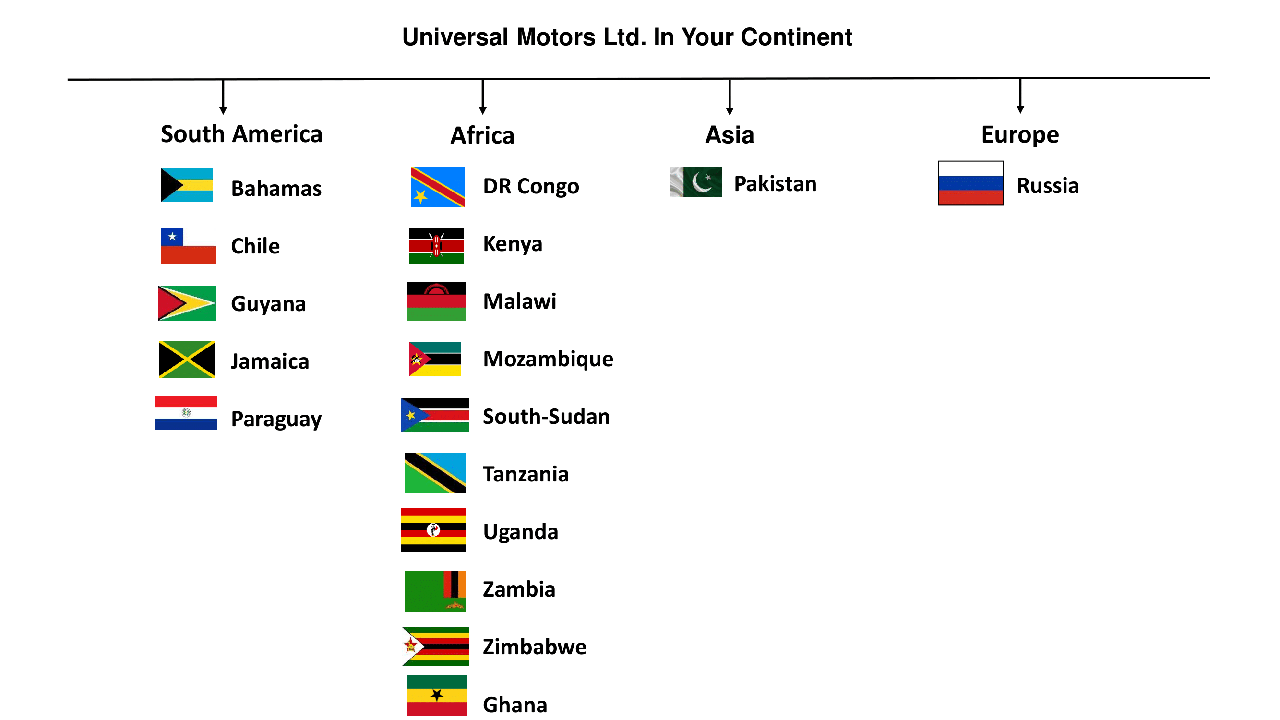 Universal Motors Ltd. In Your Continent
South America
Bahamas
Chile
Guyana
Jamaica
Paraguay
Africa
DR Congo
Kenya
Malawi
Mozambique
South-Sudan
Tanzania
Uganda
Zambia
Zimbabwe
Ghana
Asia
Pakistan
Europe
Russia